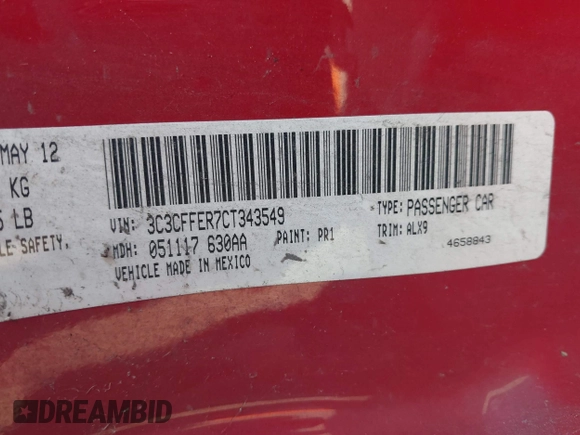 MAY 12
KG
LB
LE SAFETY.
VIN: 3C3CFFER7CT343549
TYPE: PASSENGER CAR
MDH: 051117 630AA
PAINT: PR1
TRIM: ALX9
VEHICLE MADE IN MEXICO
4658843
DREAMBID